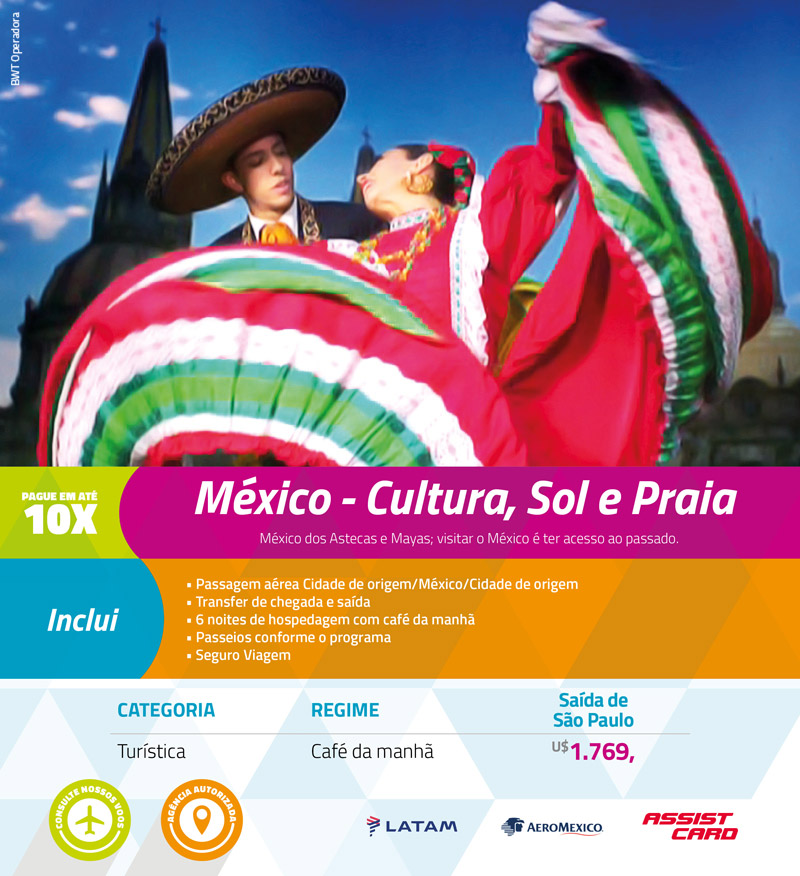 BWT Operadora
PAGUE EM ATÉ
10X
México - Cultura, Sol e Praia
México dos Astecas e Mayas; visitar o México é ter acesso ao passado.
Inclui
• Passagem aérea Cidade de origem/México/Cidade de origem
• Transfer de chegada e saída
• 6 noites de hospedagem com café da manhã
• Passeios conforme o programa
• Seguro Viagem
CATEGORIA REGIME Saída de
São Paulo
Turística Café da manhã U$1.769,
CONSULTE NOSSOS VOOS
AGÊNCIA AUTORIZADA
LATAM
AEROMEXICO.
ASSIST
CARD